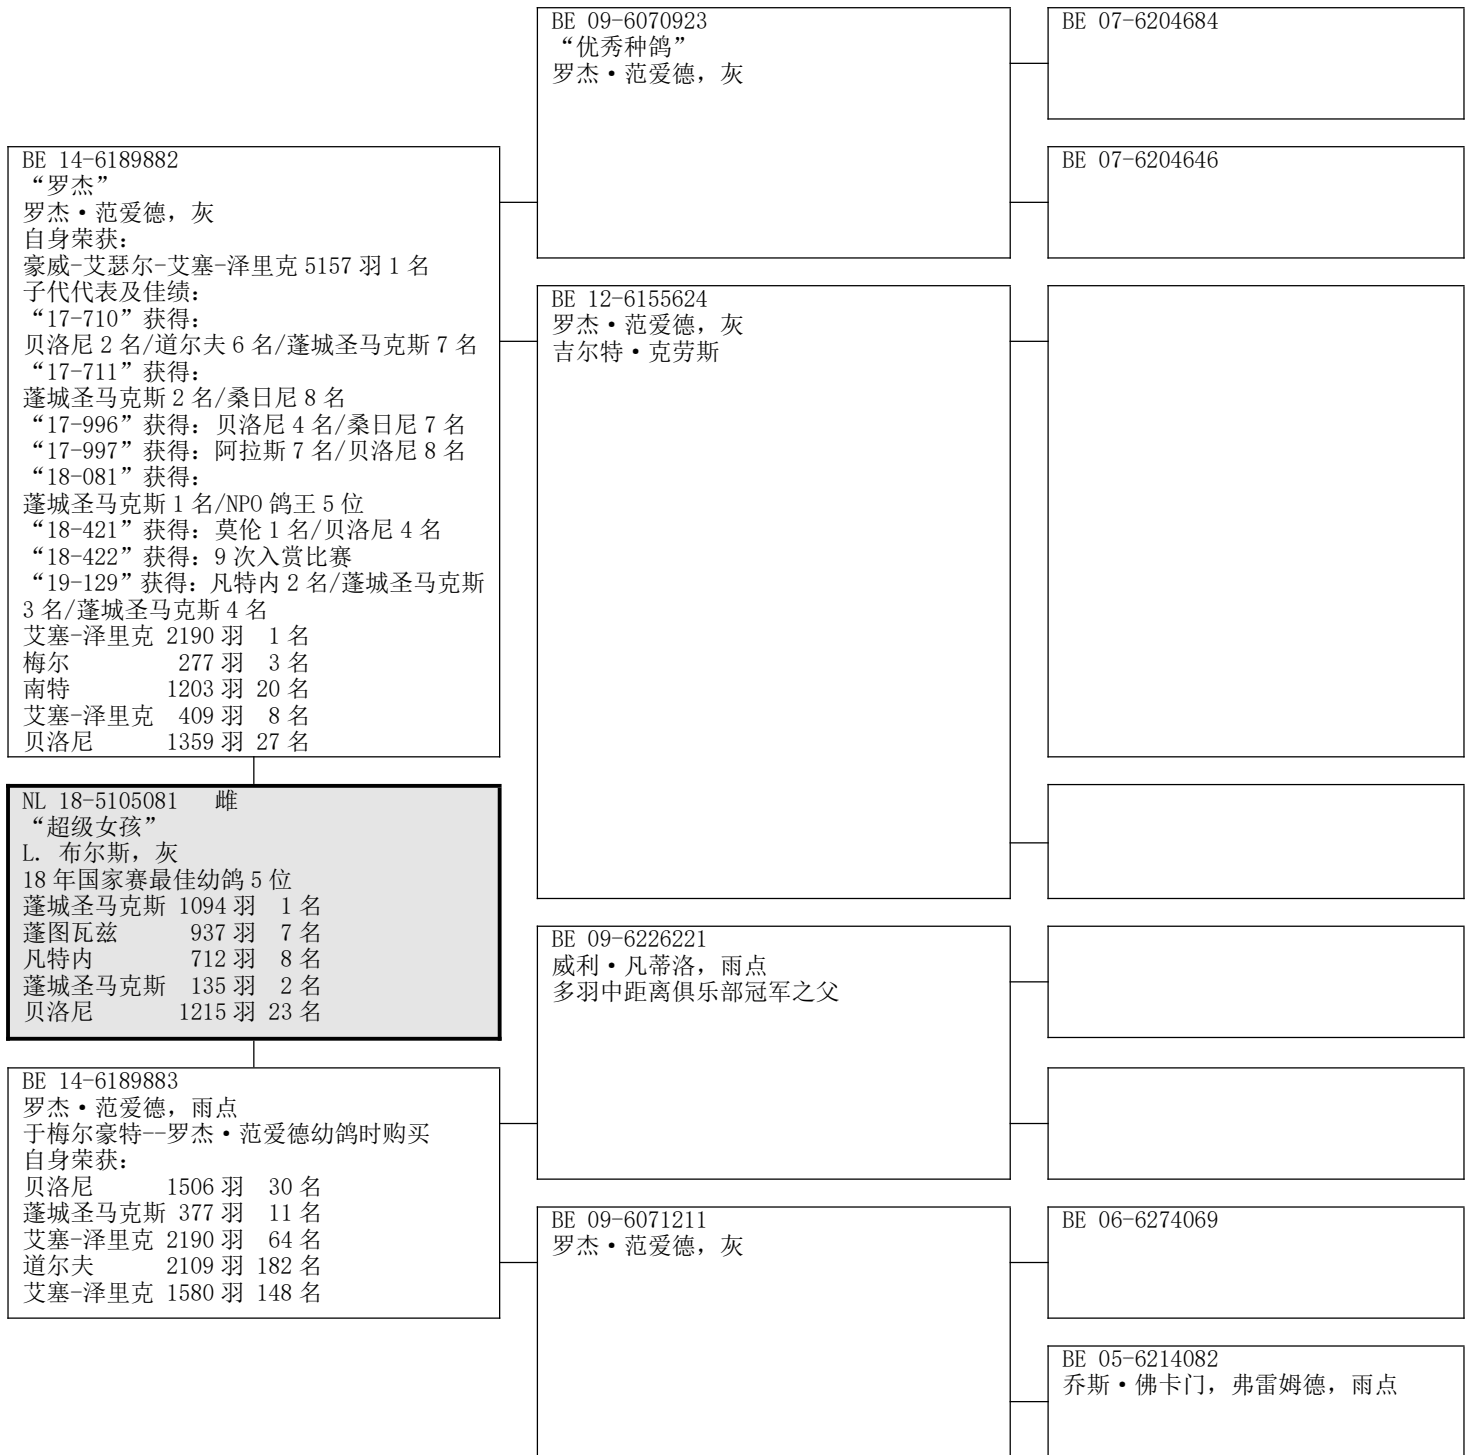 BE 09-6070923
“优秀种鸽”
罗杰·范爱德，灰
BE 07-6204684
BE 07-6204646
BE 14-6189882
“罗杰”
罗杰·范爱德，灰
自身荣获：
豪威-艾瑟尔-艾塞-泽里克 5157 羽 1 名
子代代表及佳绩：
“17-710”获得：
贝洛尼 2 名/道尔夫 6 名/蓬城圣马克斯 7 名
“17-711”获得：
蓬城圣马克斯 2 名/桑日尼 8 名
“17-996”获得：贝洛尼 4 名/桑日尼 7 名
“17-997”获得：阿拉斯 7 名/贝洛尼 8 名
“18-081”获得：
蓬城圣马克斯 1 名/NPO 鸽王 5 位
“18-421”获得：莫伦 1 名/贝洛尼 4 名
“18-422”获得：9 次入赏比赛
“19-129”获得：凡特内 2 名/蓬城圣马克斯
3 名/蓬城圣马克斯 4 名
艾塞-泽里克 2190 羽 1 名
梅尔 277 羽 3 名
南特 1203 羽 20 名
艾塞-泽里克 409 羽 8 名
贝洛尼 1359 羽 27 名
BE 12-6155624
罗杰·范爱德，灰
吉尔特·克劳斯
NL 18-5105081 雌
“超级女孩”
L. 布尔斯，灰
18 年国家赛最佳幼鸽 5 位
蓬城圣马克斯 1094 羽 1 名
蓬图瓦兹 937 羽 7 名
凡特内 712 羽 8 名
蓬城圣马克斯 135 羽 2 名
贝洛尼 1215 羽 23 名
BE 09-6226221
威利·凡蒂洛，雨点
多羽中距离俱乐部冠军之父
BE 14-6189883
罗杰·范爱德，雨点
于梅尔豪特--罗杰·范爱德幼鸽时购买
自身荣获：
贝洛尼 1506 羽 30 名
蓬城圣马克斯 377 羽 11 名
艾塞-泽里克 2190 羽 64 名
道尔夫 2109 羽 182 名
艾塞-泽里克 1580 羽 148 名
BE 09-6071211
罗杰·范爱德，灰
BE 06-6274069
BE 05-6214082
乔斯·佛卡门，弗雷姆德，雨点